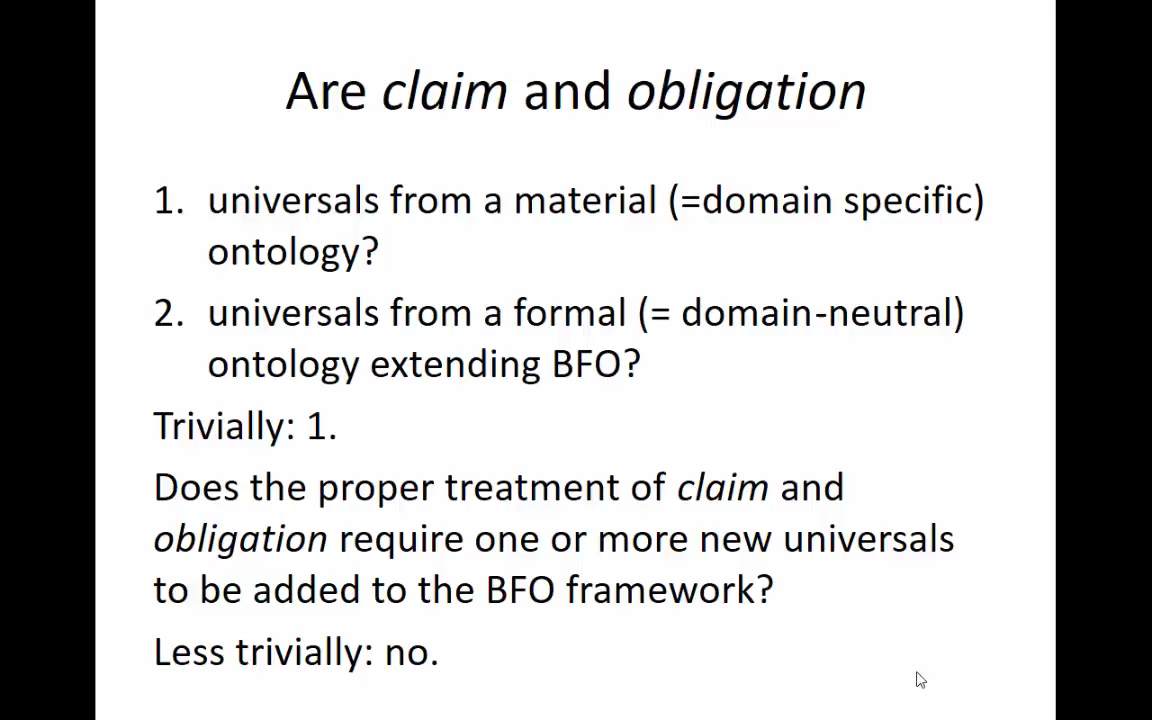 Are claim and obligation
1. universals from a material (=domain specific)
ontology?
2. universals from a formal (= domain-neutral)
ontology extending BFO?
Trivially: 1.
Does the proper treatment of claim and
obligation require one or more new universals
to be added to the BFO framework?
Less trivially: no.